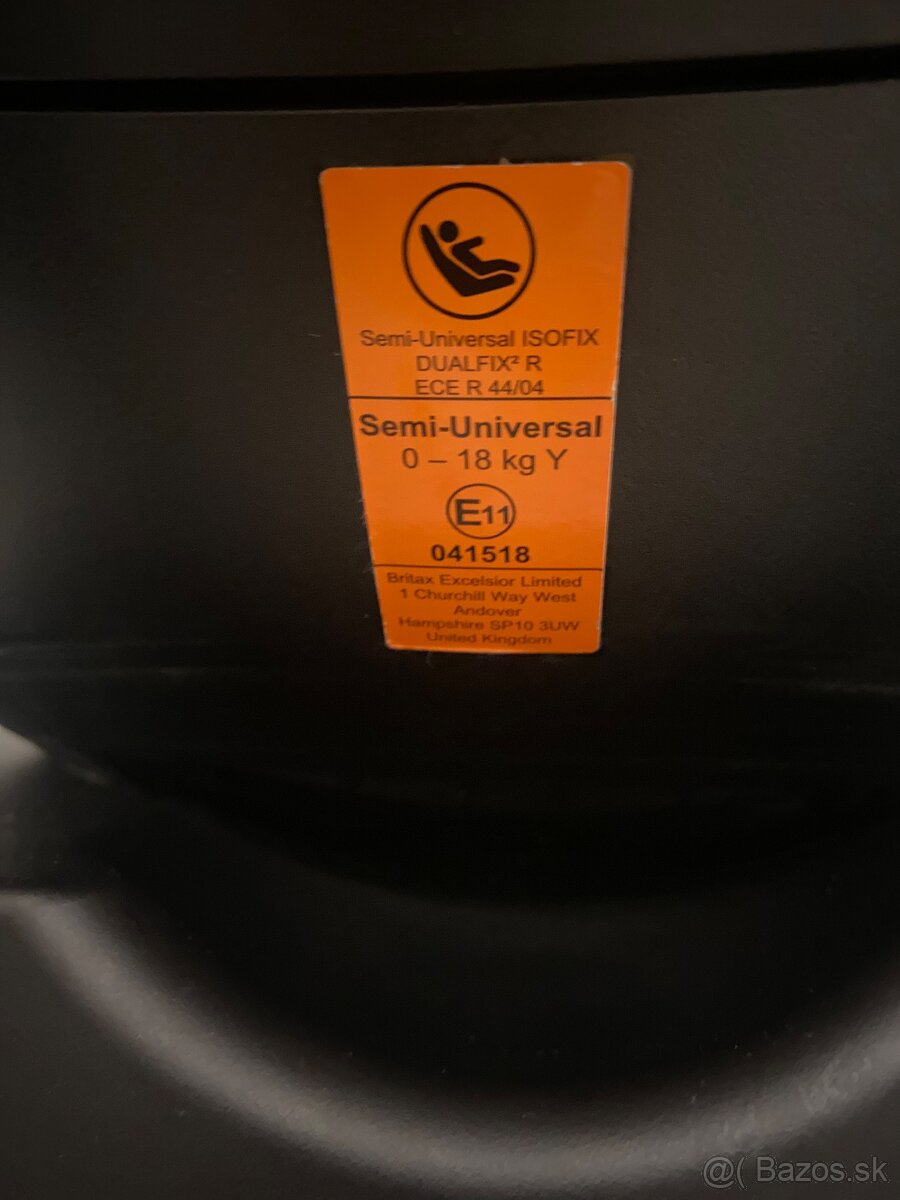 Semi-Universal ISOFIX
DUALFIX² R
ECE R 44/04
Semi-Universal
0 – 18 kg Y
E11
041518
Britax Excelsior Limited
1 Churchill Way West
Andover
Hampshire SP10 3UW
United Kingdom
@( Bazos.sk